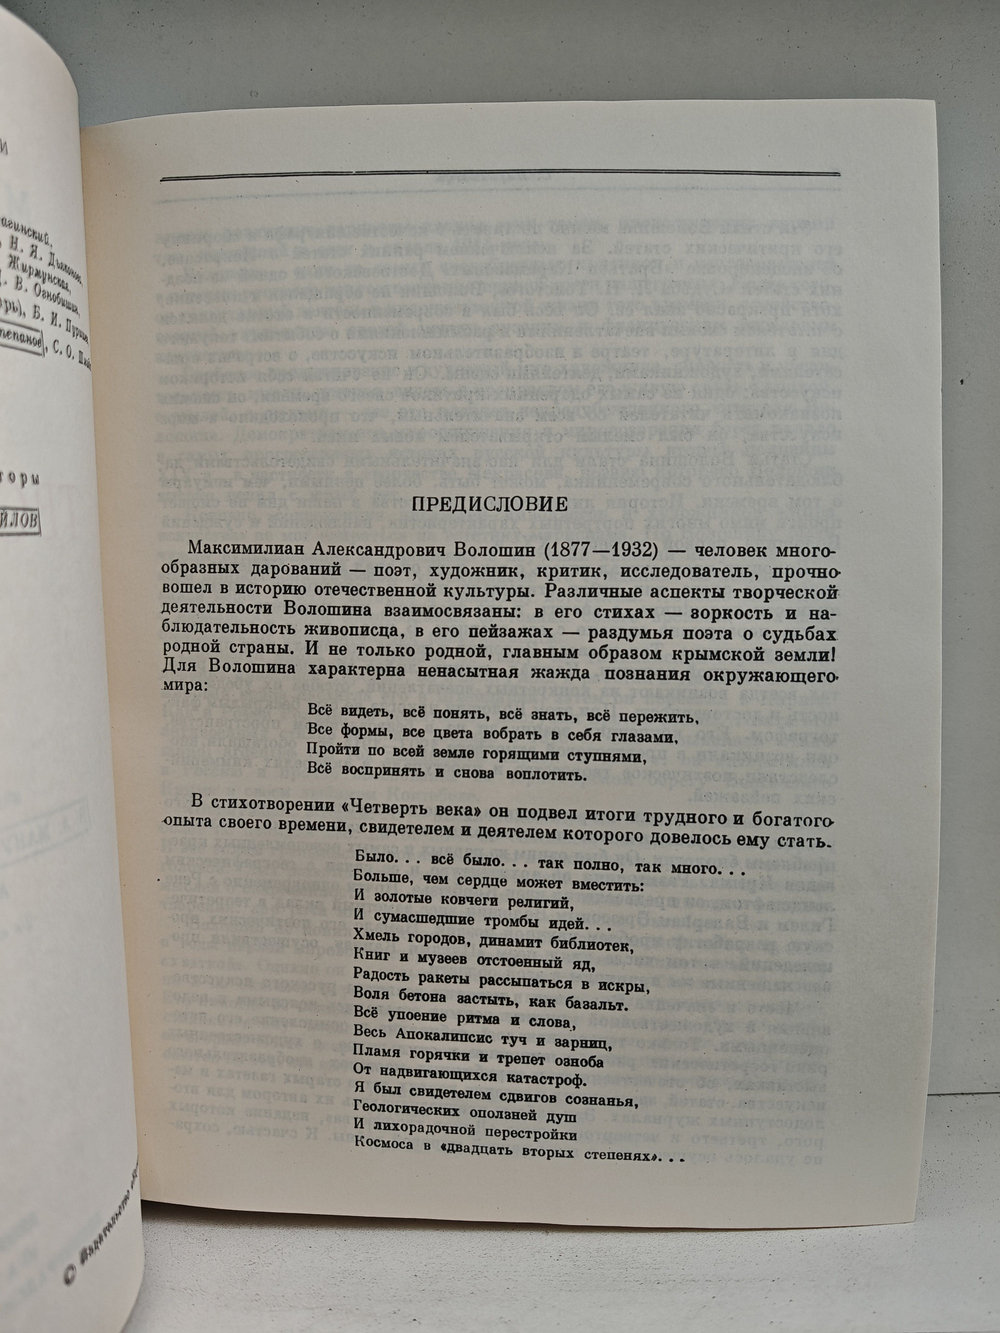 И
Н. Я. Дьяконова,
Жирмунская,
Д. В. Ознобишин,
Б. И. Пуришев
С. О. Шмидт
© Издательство
ПРЕДИСЛОВИЕ
Максимилиан Александрович Волошин (1877—1932) — человек много-
образных дарований — поэт, художник, критик, исследователь, прочно
вошел в историю отечественной культуры. Различные аспекты творческой
деятельности Волошина взаимосвязаны: в его стихах — зоркость и на-
блюдательность живописца, в его пейзажах — раздумья поэта о судьбах
родной страны. И не только родной, главным образом крымской земли!
Для Волошина характерна ненасытная жажда познания окружающего
мира:
Всё видеть, всё понять, всё знать, всё пережить,
Все формы, все цвета вобрать в себя глазами,
Пройти по всей земле горящими ступнями,
Всё воспринять и снова воплотить.
В стихотворении «Четверть века» он подвел итоги трудного и богатого
опыта своего времени, свидетелем и деятелем которого довелось ему стать.
Было. . . всё было. . . так полно, так много. . .
Больше, чем сердце может вместить:
И золотые ковчеги религий,
И сумасшедшие тромбы идей. . .
Хмель городов, динамит библиотек,
Книг и музеев отстоенный яд,
Радость ракеты рассыпаться в искры,
Воля бетона застыть, как базальт.
Всё упоение ритма и слова,
Весь Апокалипсис туч и зарниц,
Пламя горячки и трепет озноба
От надвигающихся катастроф.
Я был свидетелем сдвигов сознанья,
Геологических оползней душ
И лихорадочной перестройки
Космоса в «двадцать вторых степенях». . .